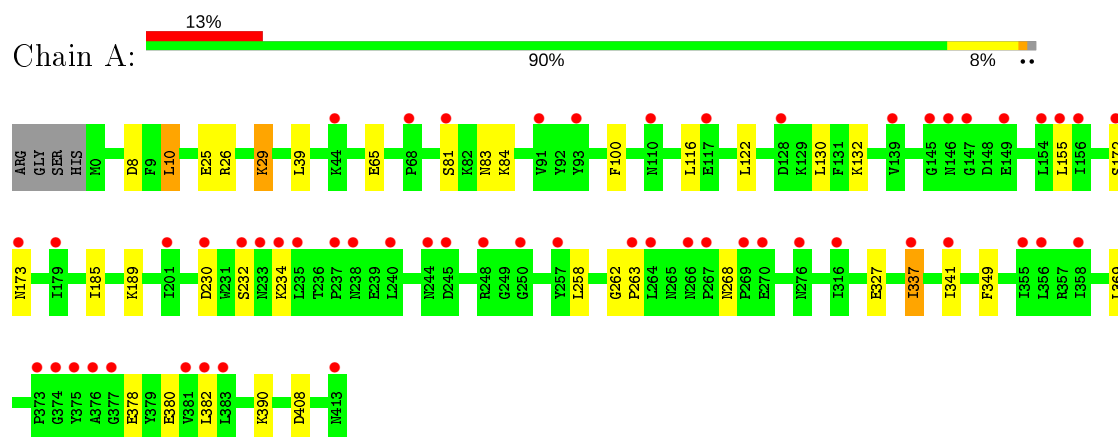 13%
Chain A:
90%
8%
••
ARG GLY SER HIS M0 D8 F9 L10 E25 R26 K29 L39 K44 E65 P68 S81 K82 N83 K84 V91 Y92 Y93 F100 N110 L116 E117 L122 D128 K129 L130 F131 K132 V139 G145 N146 G147 D148 E149 L154 L155 I156 S172
N173 I179 I185 K189 I201 D230 W231 S232 N233 K234 L235 T236 P237 N238 E239 L240 N244 D245 R248 G249 G250 Y257 L258 G262 P263 L264 N265 N266 P267 N268 P269 E270 N276 I316 E327 I337 I341 F349 I355 L356 R357 I358
P373 G374 Y375 A376 G377 E378 Y379 E380 V381 L382 L383 K390 D408 N413